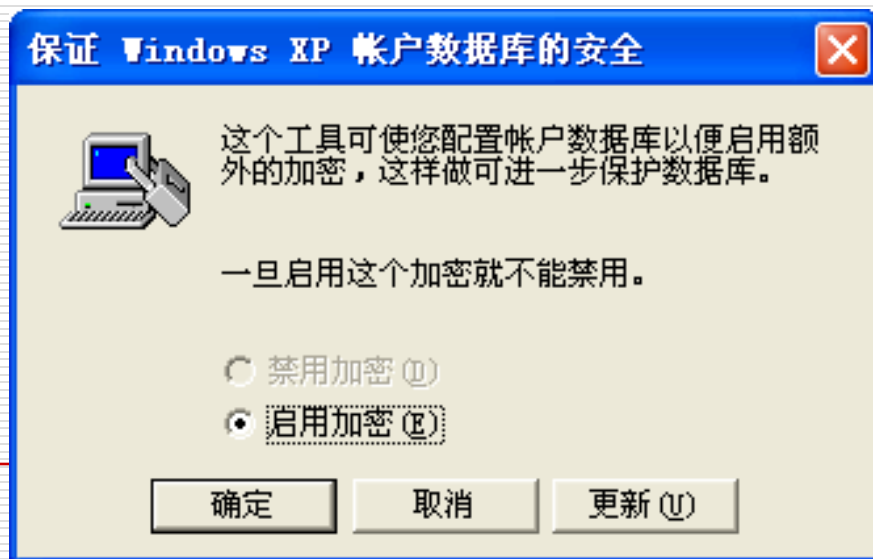 保证 Windows XP 帐户数据库的安全
这个工具可使您配置帐户数据库以便启用额
外的加密，这样做可进一步保护数据库。
一旦启用这个加密就不能禁用。
禁用加密(D)
启用加密(E)
确定 取消 更新(U)